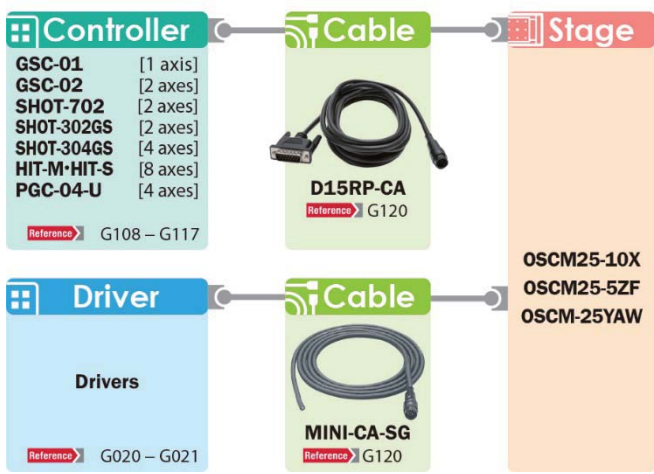 Controller
GSC-01 [1 axis]
GSC-02 [2 axes]
SHOT-702 [2 axes]
SHOT-302GS [2 axes]
SHOT-304GS [4 axes]
HIT-M・HIT-S [8 axes]
PGC-04-U [4 axes]
Reference G108 – G117
Cable
D15RP-CA
Reference G120
Stage
OSCM25-10X
OSCM25-5ZF
OSCM-25YAW
Driver
Drivers
Reference G020 – G021
Cable
MINI-CA-SG
Reference G120